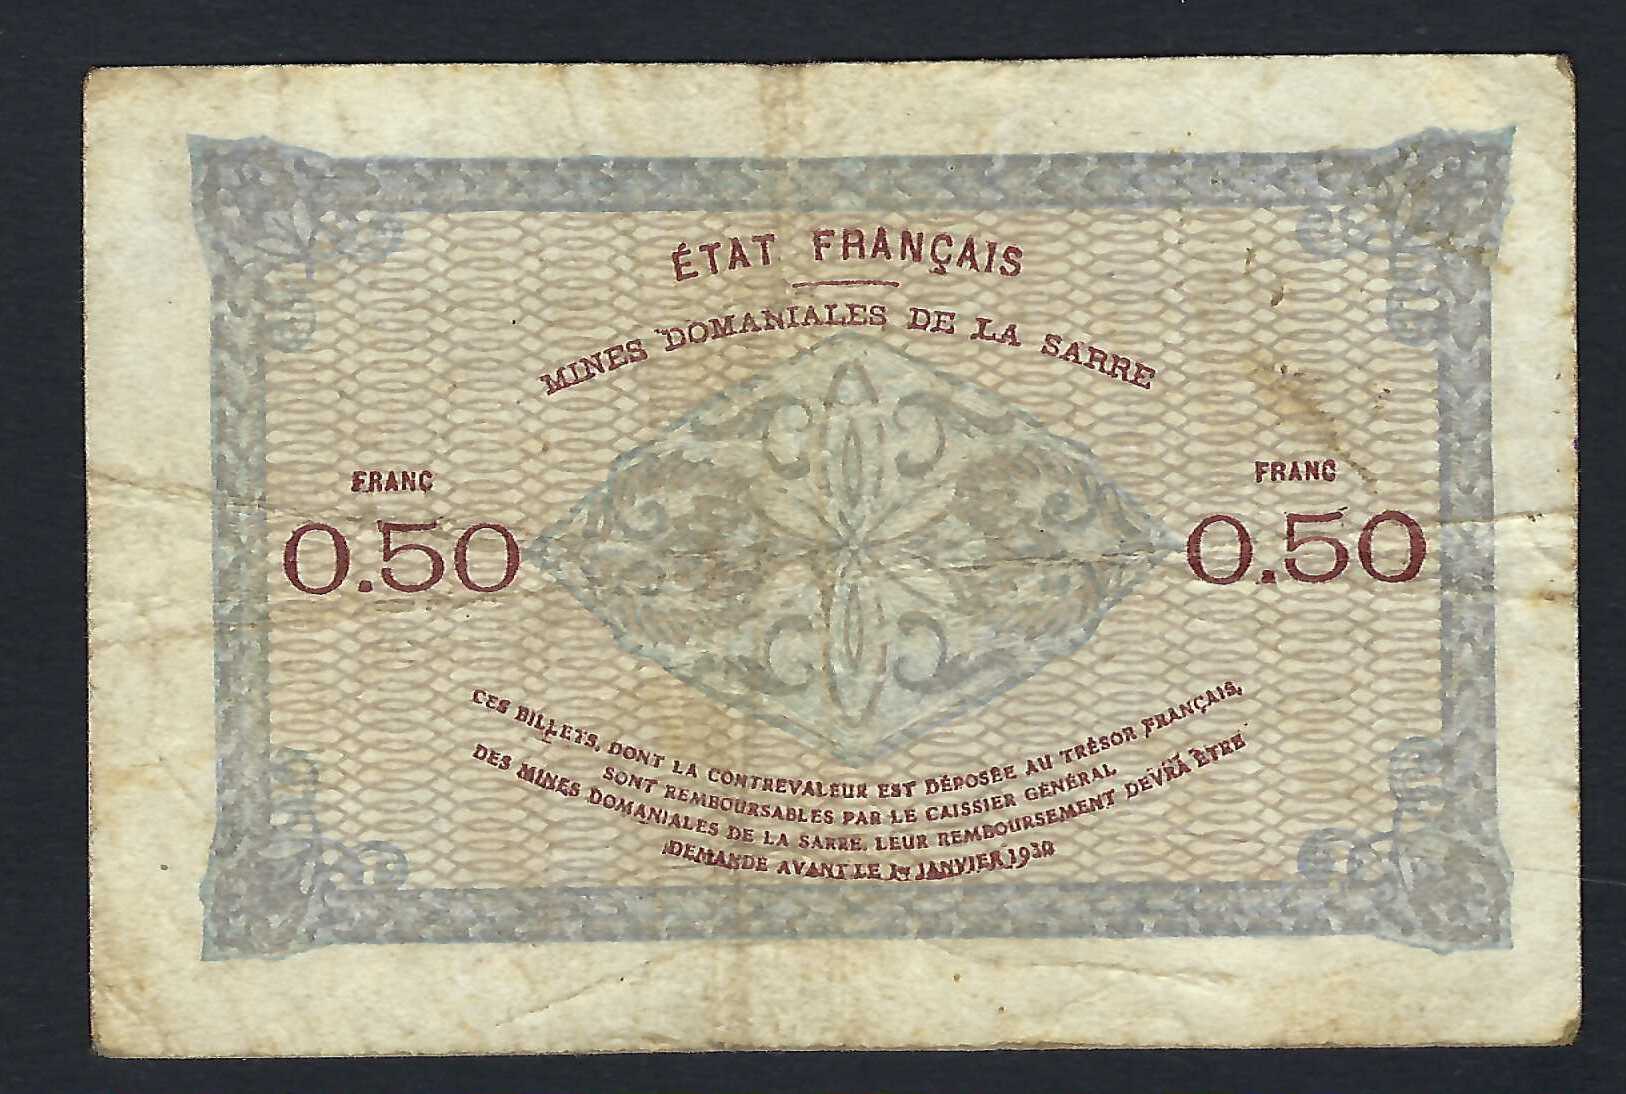 ÉTAT FRANÇAIS
MINES DOMANIALES DE LA SARRE
FRANC
0.50
FRANC
0.50
CES BILLETS, DONT LA CONTREVALEUR EST DÉPOSÉE AU TRÉSOR FRANÇAIS,
SONT REMBOURSABLES PAR LE CAISSIER GÉNÉRAL
DES MINES DOMANIALES DE LA SARRE. LEUR REMBOURSEMENT DEVRA ÊTRE
DEMANDE AVANT LE 1er JANVIER 1930